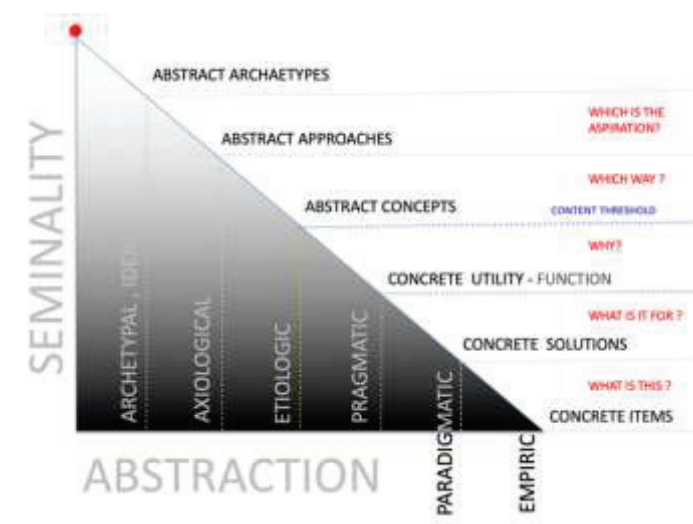 ABSTRACT ARCHAETYPES
WHICH IS THE
ASPIRATION?
ABSTRACT APPROACHES
WHICH WAY ?
ABSTRACT CONCEPTS
CONTENT THRESHOLD
WHY?
CONCRETE UTILITY - FUNCTION
WHAT IS IT FOR ?
CONCRETE SOLUTIONS
WHAT IS THIS ?
CONCRETE ITEMS
SEMINALITY
ARCHETYPAL,
AXIOLOGICAL
ETIOLOGIC
PRAGMATIC
PARADIGMATIC
EMPIRIC
ABSTRACTION